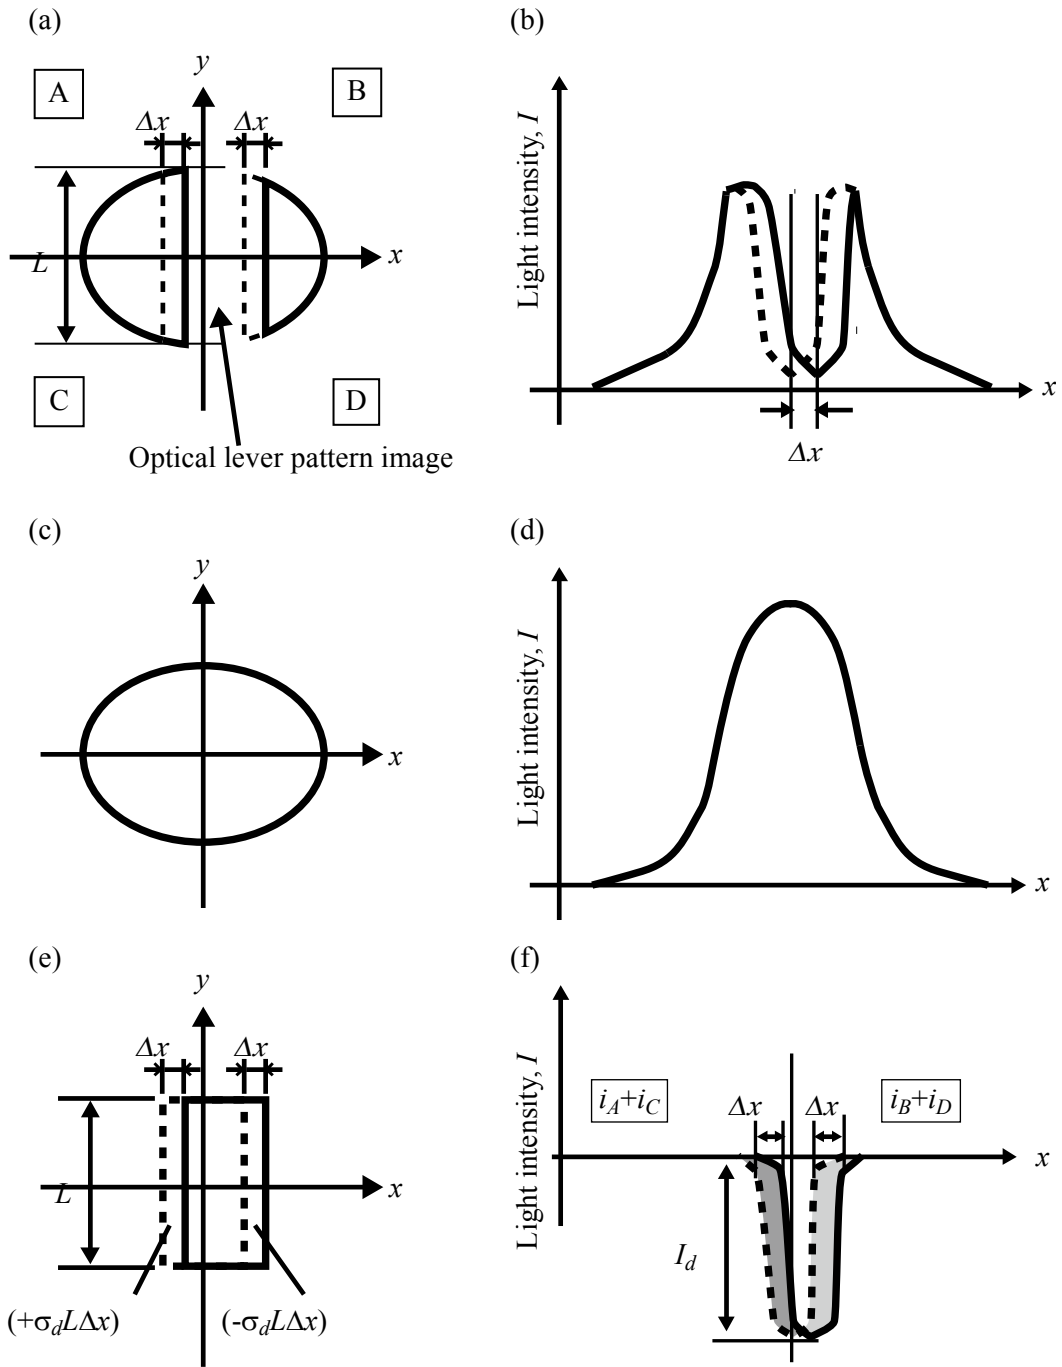 (a)
y
A
B
Δx
Δx
L
x
C
D
Optical lever pattern image
(b)
Light intensity, I
x
Δx
(c)
y
x
(d)
Light intensity, I
x
(e)
y
Δx
Δx
L
x
(+σdLΔx)
(-σdLΔx)
(f)
Light intensity, I
iA+iC
iB+iD
Δx
Δx
x
Id